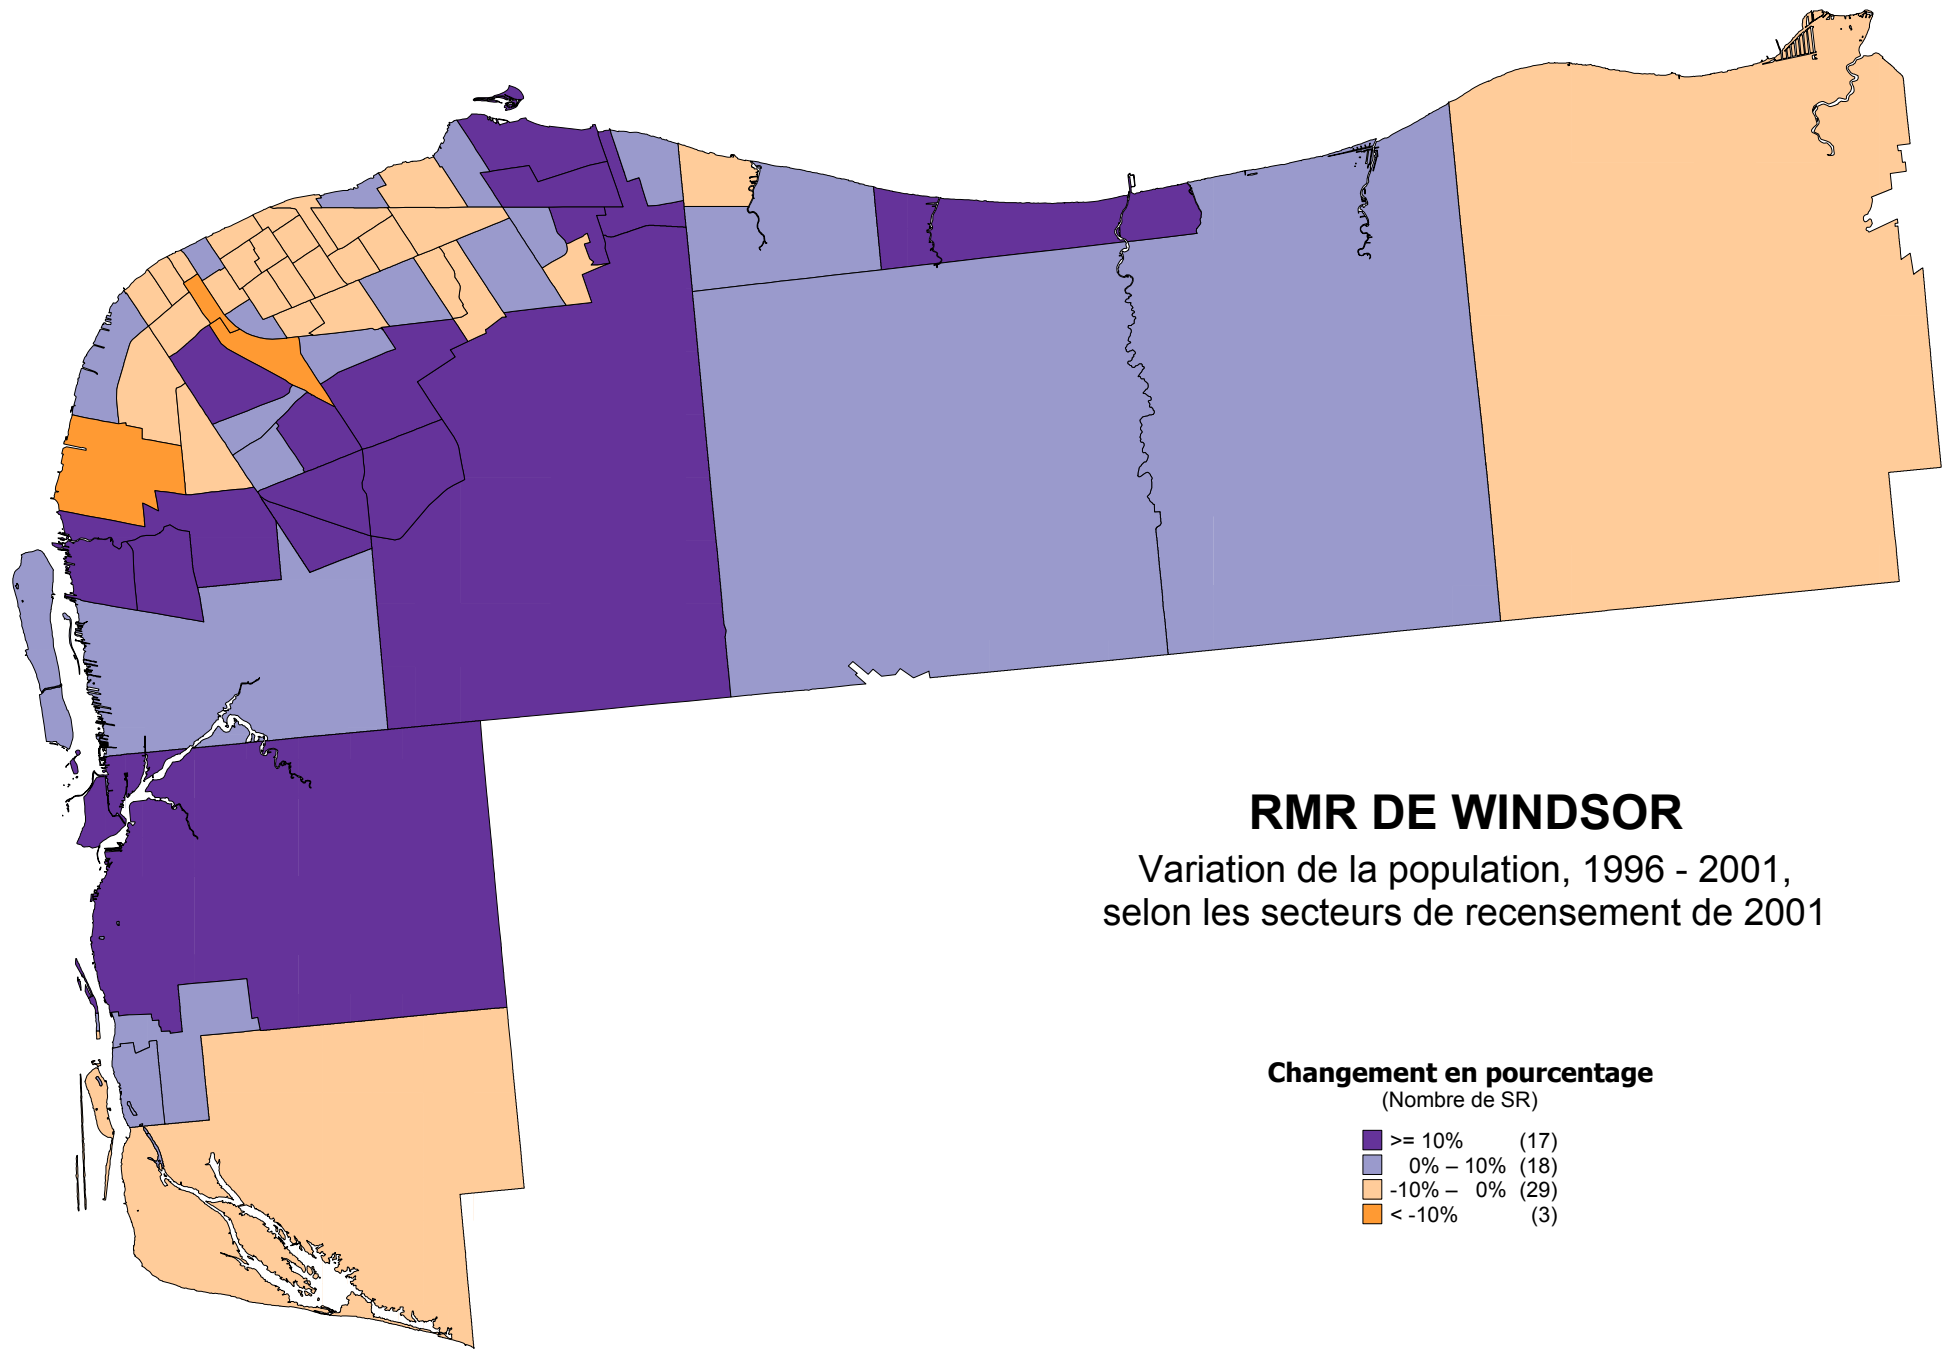 RMR DE WINDSOR
Variation de la population, 1996 - 2001,
selon les secteurs de recensement de 2001
Changement en pourcentage
(Nombre de SR)
>= 10% (17)
0% – 10% (18)
-10% – 0% (29)
< -10% (3)